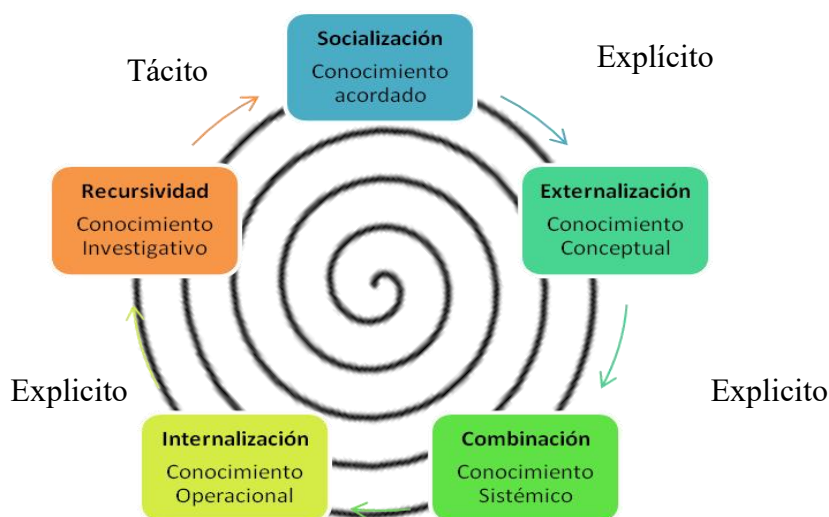 Socialización
Conocimiento
acordado
Tácito
Explícito
Recursividad
Conocimiento
Investigativo
Externalización
Conocimiento
Conceptual
Explicito
Explicito
Internalización
Conocimiento
Operacional
Combinación
Conocimiento
Sistémico